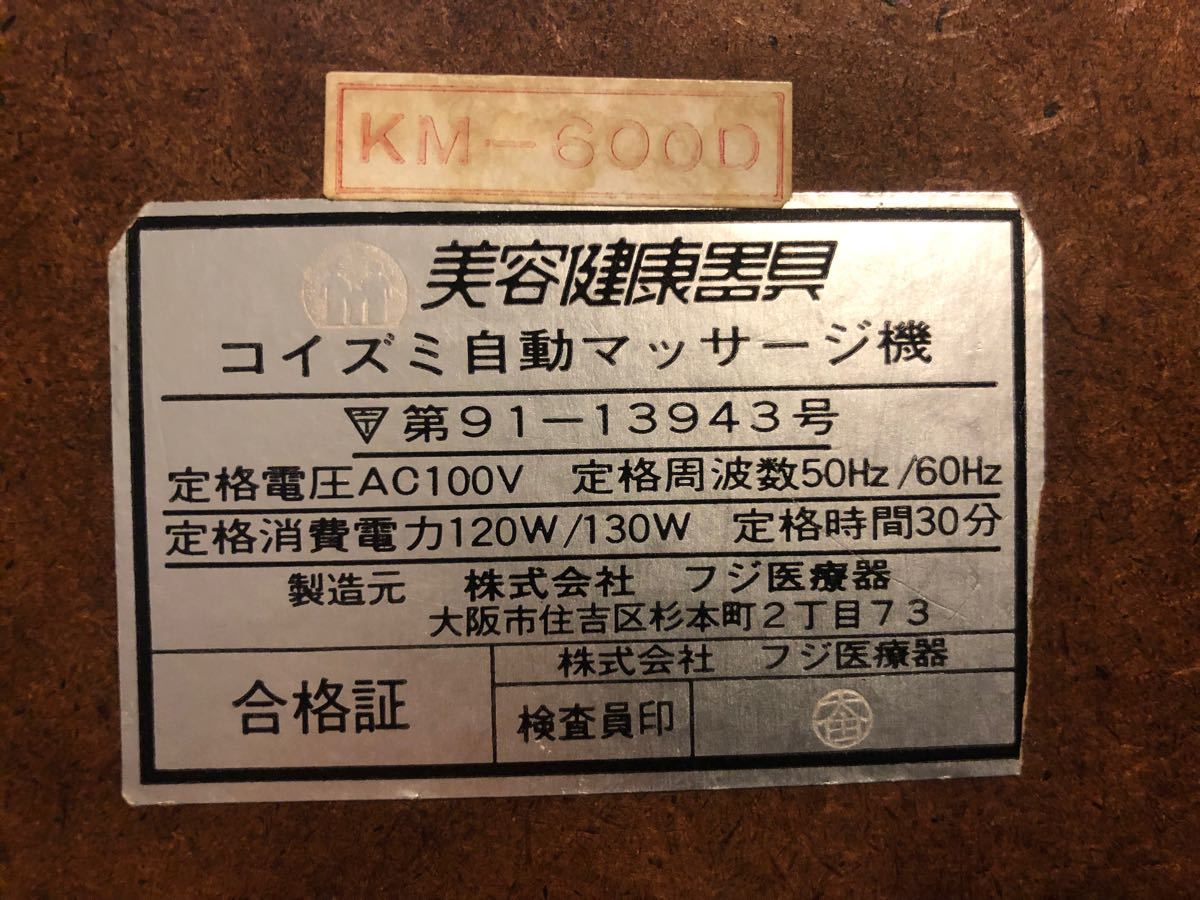 KM-600D
美容健康器具
コイズミ自動マッサージ機
第91-13943号
定格電圧AC100V 定格周波数50Hz/60Hz
定格消費電力120W/130W 定格時間30分
製造元 株式会社 フジ医療器
大阪市住吉区杉本町2丁目73
株式会社 フジ医療器
合格証
検査員印